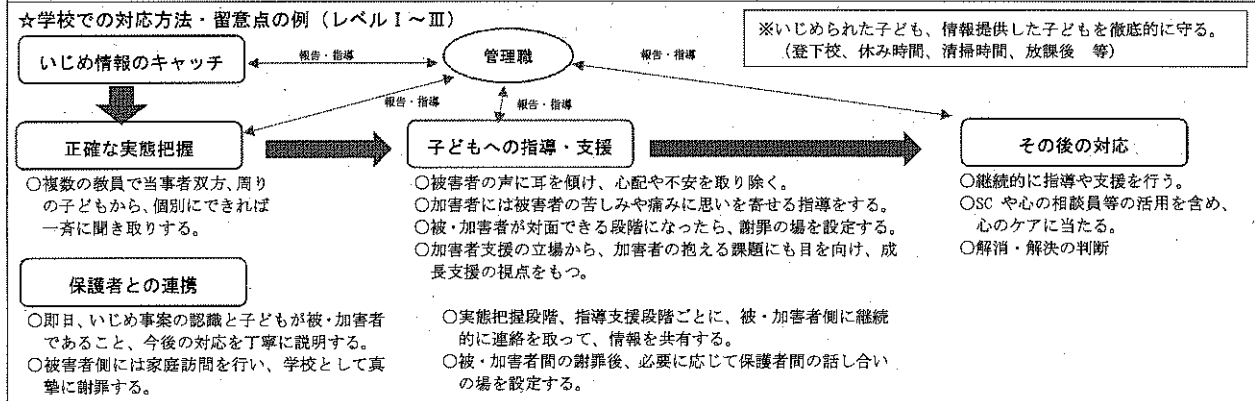 ☆学校での対応方法・留意点の例（レベルⅠ～Ⅲ）
※いじめられた子ども、情報提供した子どもを徹底的に守る。
（登下校、休み時間、清掃時間、放課後　等）
いじめ情報のキャッチ
報告・指導
管理職
報告・指導
報告・指導
報告・指導
正確な実態把握
○複数の教員で当事者双方、周り
の子どもから、個別にできれば
一斉に聞き取りする。
子どもへの指導・支援
○被害者の声に耳を傾け、心配や不安を取り除く。
○加害者には被害者の苦しみや痛みに思いを寄せる指導をする。
○被・加害者が対面できる段階になったら、謝罪の場を設定する。
○加害者支援の立場から、加害者の抱える課題にも目を向け、成
長支援の視点をもつ。
その後の対応
○継続的に指導や支援を行う。
○SC や心の相談員等の活用を含め、
心のケアに当たる。
○解消・解決の判断
保護者との連携
○即日、いじめ事案の認識と子どもが被・加害者
であること、今後の対応を丁寧に説明する。
○被害者側には家庭訪問を行い、学校として真
摯に謝罪する。
○実態把握段階、指導支援段階ごとに、被・加害者側に継続
的に連絡を取って、情報を共有する。
○被・加害者間の謝罪後、必要に応じて保護者間の話し合い
の場を設定する。